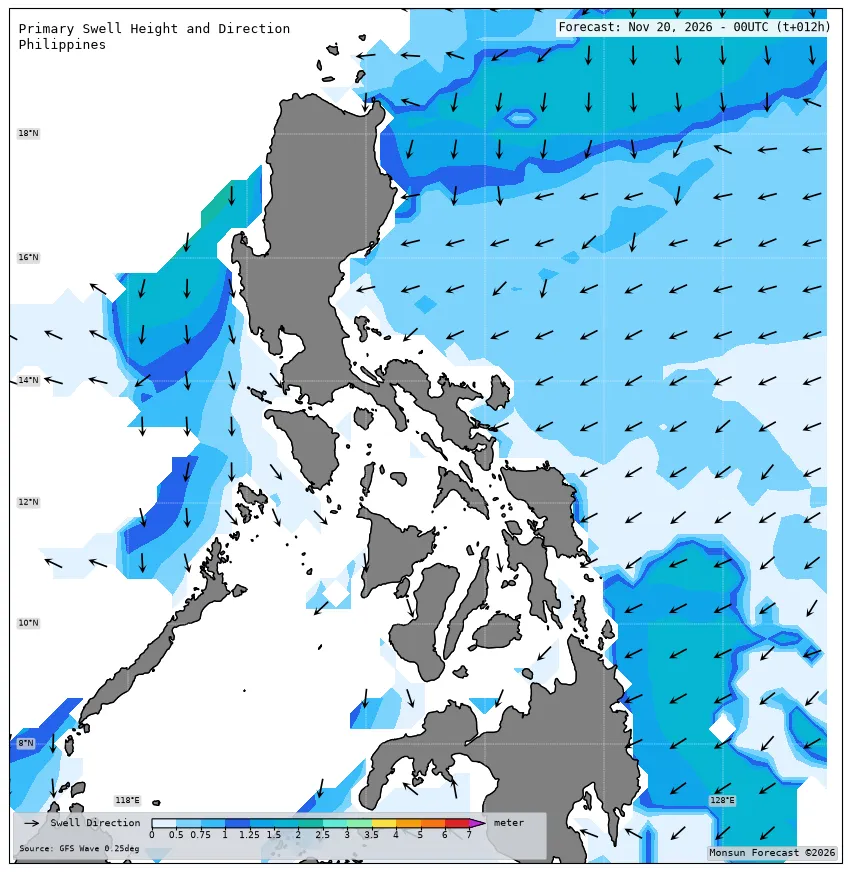 Primary Swell Height and Direction
Philippines
Forecast: Nov 20, 2026 - 00UTC (t+012h)
18°N
16°N
14°N
12°N
10°N
8°N
118°E
128°E
Swell Direction
0 0.5 0.75 1 1.25 1.5 2 2.5 3 3.5 4 5 6 7
meter
Source: GFS Wave 0.25deg
Monsun Forecast ©2026